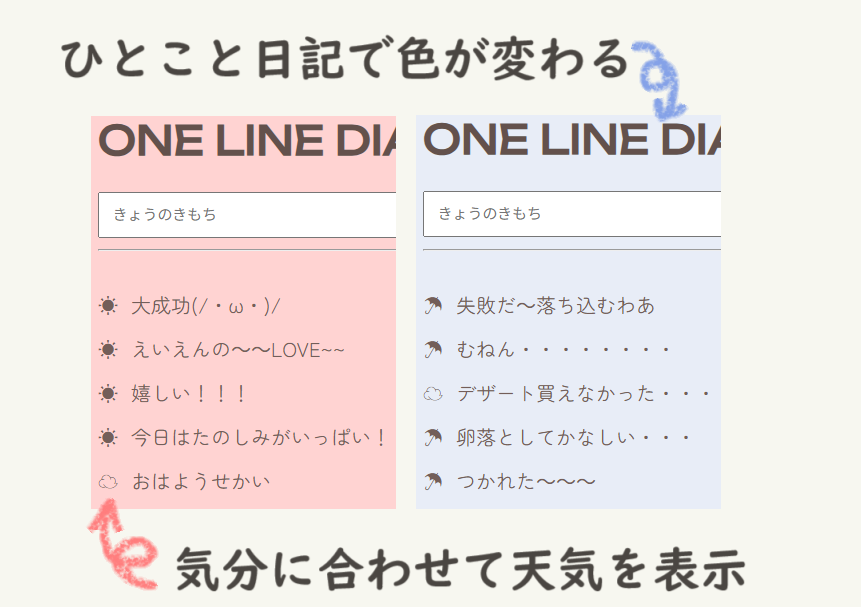 ひとこと日記で色が変わる
ONE LINE DIA
きょうのきもち
☀ 大成功(/・ω・)/
☀ えいえんの～～LOVE~~
☀ 嬉しい！！！
☀ 今日はたのしみがいっぱい！
☁ おはようせかい
ONE LINE DIA
きょうのきもち
☂ 失敗だ～落ち込むわあ
☂ むねん・・・・・・・・
☁ デザート買えなかった・・・
☂ 卵落としてかなしい・・・
☂ つかれた～～～
気分に合わせて天気を表示